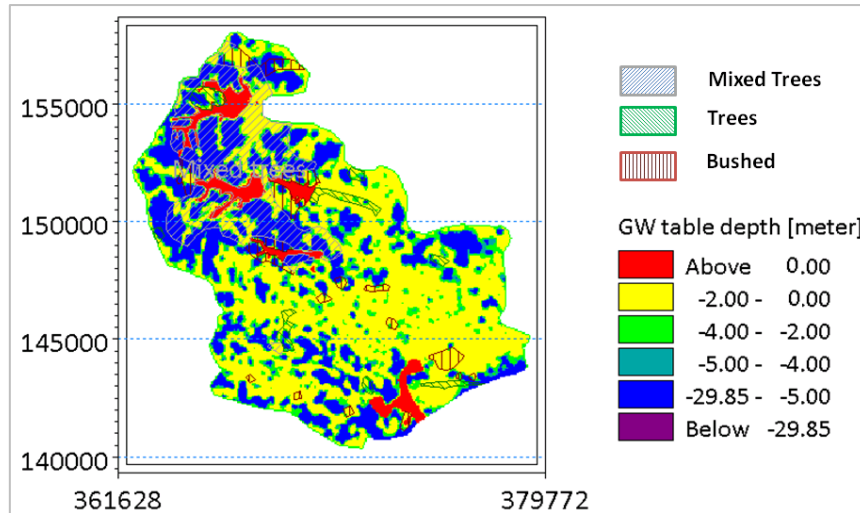 155000
150000
145000
140000
361628
379772
Mixed trees
Mixed Trees
Trees
Bushed
GW table depth [meter]
Above 0.00
-2.00 - 0.00
-4.00 - -2.00
-5.00 - -4.00
-29.85 - -5.00
Below -29.85